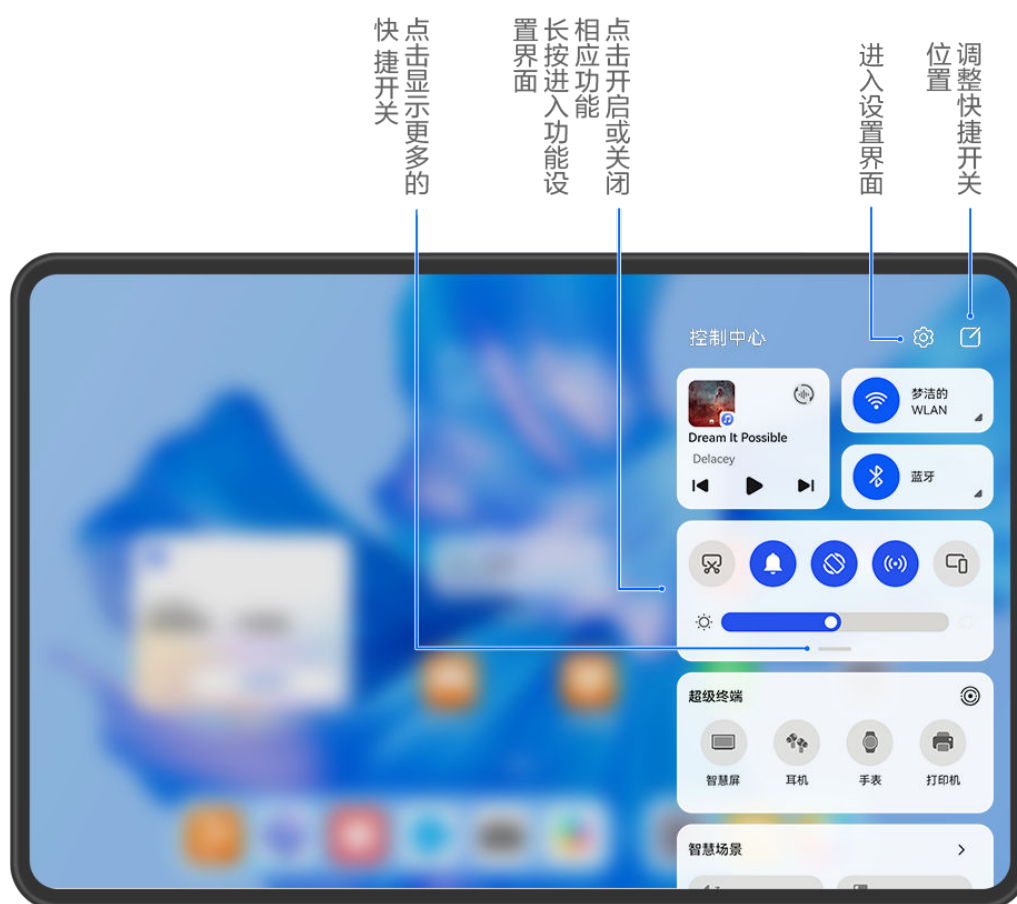 点击显示更多的
快捷开关
点击开启或关闭
相应功能
长按进入功能设
置界面
进入设置界面
调整快捷开关
位置
控制中心
Dream It Possible
Delacey
梦洁的
WLAN
蓝牙
超级终端
智慧屏
耳机
手表
打印机
智慧场景